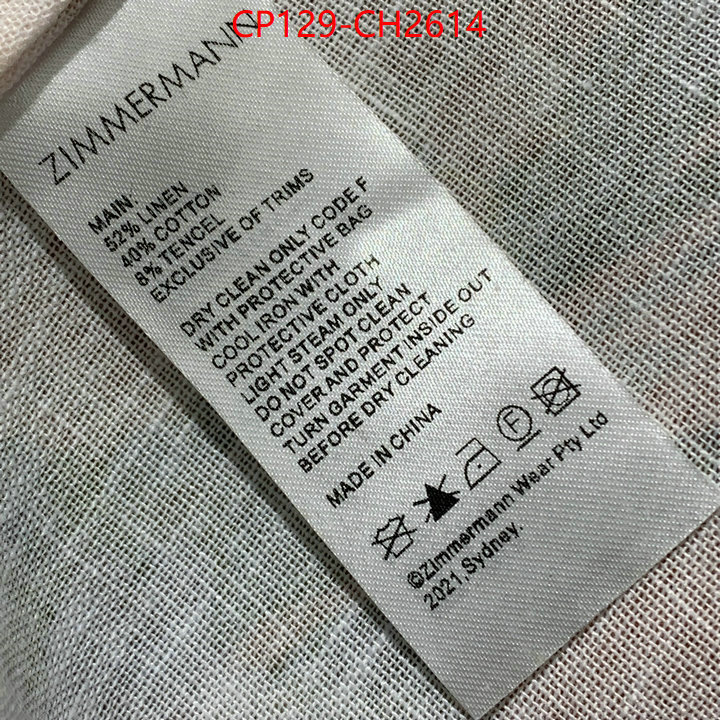 CP129-CH2614
ZIMMERMANN
MAIN:
52% LINEN
40% COTTON
8% TENCEL
EXCLUSIVE OF TRIMS
DRY CLEAN ONLY CODE F
WITH PROTECTIVE BAG
COOL IRON WITH
PROTECTIVE CLOTH
LIGHT STEAM ONLY
DO NOT SPOT CLEAN
COVER AND PROTECT
TURN GARMENT INSIDE OUT
BEFORE DRY CLEANING
MADE IN CHINA
F
©Zimmermann Wear Pty Ltd
2021, Sydney.